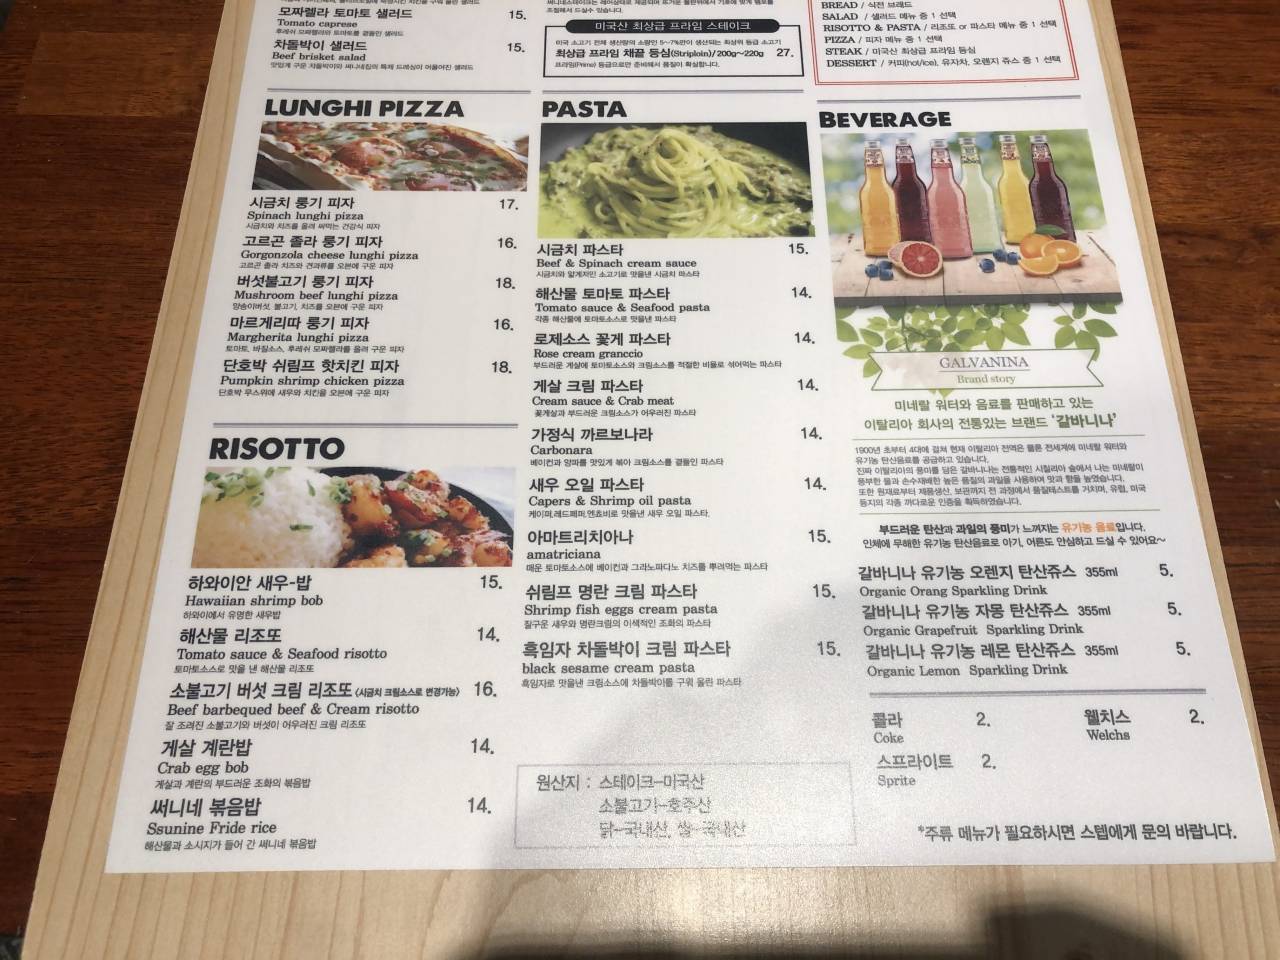 모짜렐라 토마토 샐러드 15.
Tomato caprese
후레쉬 모짜렐라와 토마토를 곁들인 샐러드
차돌박이 샐러드 15.
Beef brisket salad
맛있게 구운 차돌박이와 써니네집의 특제 드레싱이 어울어진 샐러드
LUNGHI PIZZA
시금치 룽기 피자 17.
Spinach lunghi pizza
시금치와 치즈를 올려 싸먹는 건강식 피자
고르곤 졸라 룽기 피자 16.
Gorgonzola cheese lunghi pizza
고르곤 졸라 치즈와 견과류를 오븐에 구운 피자
버섯불고기 룽기 피자 18.
Mushroom beef lunghi pizza
양송이버섯, 불고기, 치즈를 오븐에 구운 피자
마르게리따 룽기 피자 16.
Margherita lunghi pizza
토마토, 바질소스, 후레쉬 모짜렐라를 올려 구운 피자
단호박 쉬림프 핫치킨 피자 18.
Pumpkin shrimp chicken pizza
단호박 무스위에 새우와 치킨을 오븐에 구운 피자
RISOTTO
하와이안 새우-밥 15.
Hawaiian shrimp bob
하와이에서 유명한 새우밥
해산물 리조또 14.
Tomato sauce & Seafood risotto
토마토소스로 맛을 낸 해산물 리조또
소불고기 버섯 크림 리조또 (시금치 크림소스로 변경가능) 16.
Beef barbequed beef & Cream risotto
잘 조려진 소불고기와 버섯이 어우러진 크림 리조또
게살 계란밥 14.
Crab egg bob
게살과 계란의 부드러운 조화의 볶음밥
써니네 볶음밥 14.
Ssunine Fride rice
해산물과 소시지가 들어 간 써니네 볶음밥
미국산 최상급 프라임 스테이크
미국 소고기 전체 생산량의 소량인 5~7%만이 생산되는 최상위 등급 소고기
최상급 프라임 채끝 등심(Striploin)/200g~220g 27.
프라임(Prime) 등급으로만 준비해서 품질이 확실합니다.
PASTA
시금치 파스타 15.
Beef & Spinach cream sauce
시금치와 얇게저민 소고기로 맛을낸 시금치 파스타
해산물 토마토 파스타 14.
Tomato sauce & Seafood pasta
각종 해산물에 토마토소스로 맛을낸 파스타
로제소스 꽃게 파스타 14.
Rose cream granccio
부드러운 게살에 토마토소스와 크림소스를 적절한 비율로 섞어먹는 파스타
게살 크림 파스타 14.
Cream sauce & Crab meat
꽃게살과 부드러운 크림소스가 어우러진 파스타
가정식 까르보나라 14.
Carbonara
베이컨과 양파를 맛있게 볶아 크림소스를 곁들인 파스타
새우 오일 파스타 14.
Capers & Shrimp oil pasta
케이퍼,레드페퍼,엔쵸비로 맛을낸 새우 오일 파스타.
아마트리치아나 15.
amatriciana
매운 토마토소스에 베이컨과 그라노파다노 치즈를 뿌려먹는 파스타
쉬림프 명란 크림 파스타 15.
Shrimp fish eggs cream pasta
잘구운 새우와 명란크림의 이색적인 조화의 파스타
흑임자 차돌박이 크림 파스타 15.
black sesame cream pasta
흑임자로 맛을낸 크림소스에 차돌박이를 구워 올린 파스타
원산지 : 스테이크-미국산
소불고기-호주산
닭-국내산, 쌀-국내산
BREAD / 식전 브래드
SALAD / 샐러드 메뉴 중 1 선택
RISOTTO & PASTA / 리조또 or 파스타 메뉴 중 1 선택
PIZZA / 피자 메뉴 중 1 선택
STEAK / 미국산 최상급 프라임 등심
DESSERT / 커피(hot/ice), 유자차, 오렌지 쥬스 중 1 선택
BEVERAGE
GALVANINA
Brand story
미네랄 워터와 음료를 판매하고 있는
이탈리아 회사의 전통있는 브랜드 '갈바니나'
1900년 초부터 4대에 걸쳐 현재 이탈리아 전역은 물론 전세계에 미네랄 워터와
유기농 탄산음료를 공급하고 있습니다.
진짜 이탈리아의 풍미를 담은 갈바니나는 전통적인 시칠리아 숲에서 나는 미네랄이
풍부한 물과 손수재배한 높은 품질의 과일을 사용하여 맛과 향을 높였습니다.
또한 원재료부터 제품생산, 보관까지 전 과정에서 품질테스트를 거치며, 유럽, 미국
등지의 각종 까다로운 인증을 획득하였습니다.
부드러운 탄산과 과일의 풍미가 느껴지는 유기농 음료입니다.
인체에 무해한 유기농 탄산음료로 아기, 어른도 안심하고 드실 수 있어요~
갈바니나 유기농 오렌지 탄산쥬스 355ml 5.
Organic Orang Sparkling Drink
갈바니나 유기농 자몽 탄산쥬스 355ml 5.
Organic Grapefruit Sparkling Drink
갈바니나 유기농 레몬 탄산쥬스 355ml 5.
Organic Lemon Sparkling Drink
콜라 2. 웰치스 2.
Coke Welchs
스프라이트 2.
Sprite
*주류 메뉴가 필요하시면 스텝에게 문의 바랍니다.